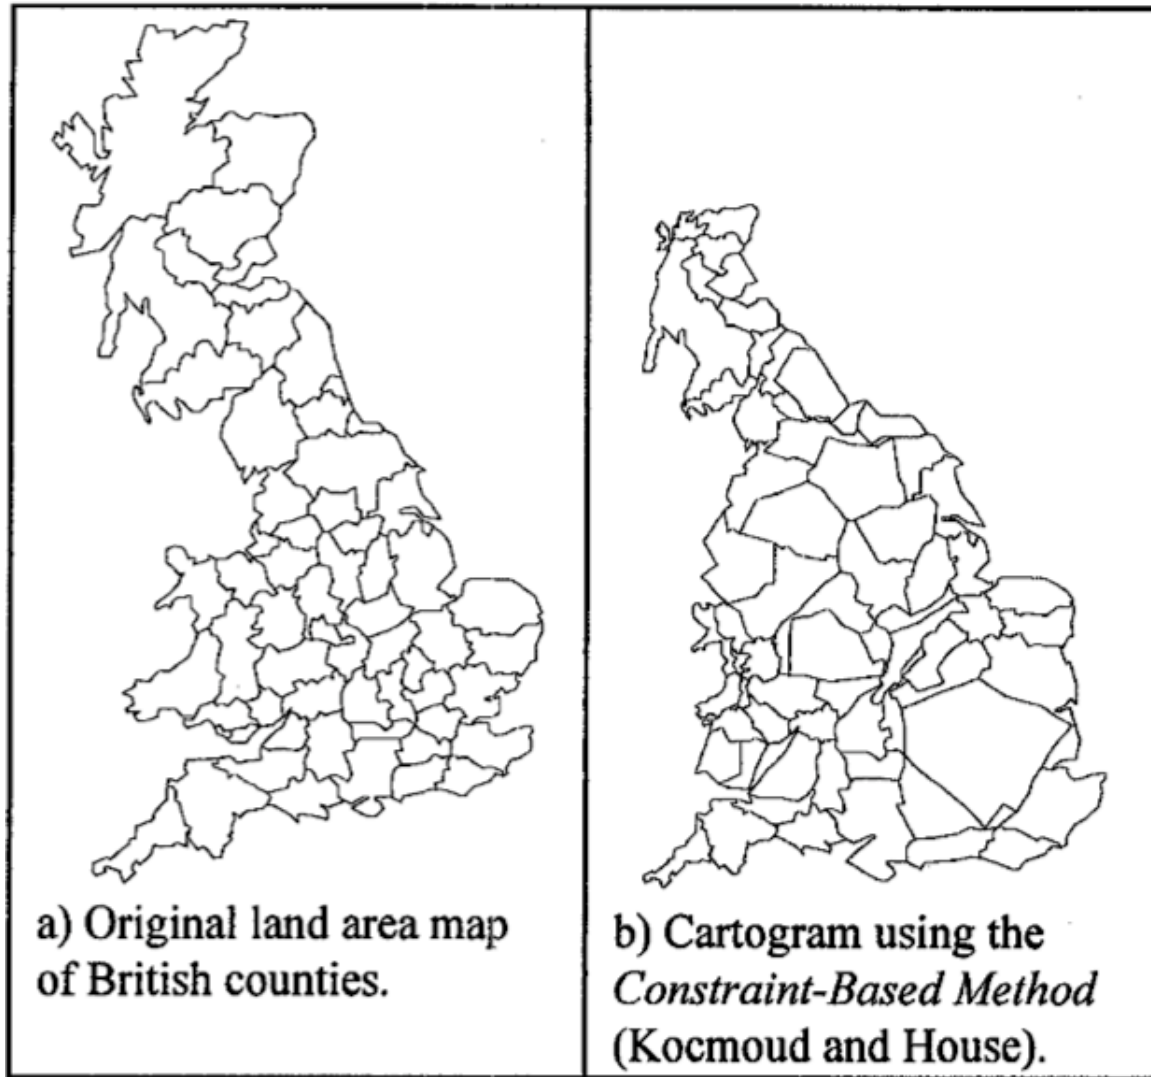 a) Original land area map
of British counties.
b) Cartogram using the
Constraint-Based Method
(Kocmoud and House).